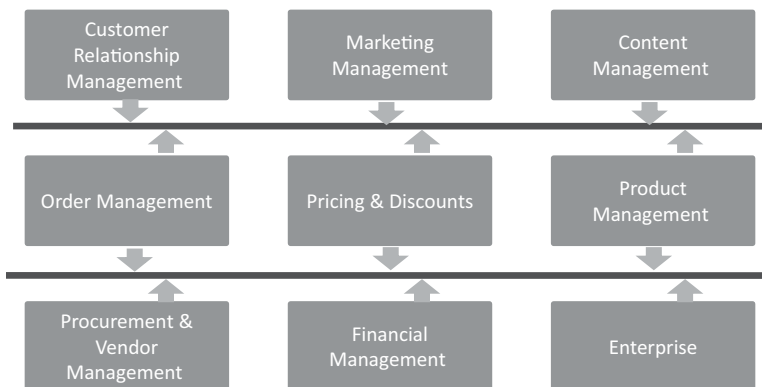 Customer
Relationship
Management
Marketing
Management
Content
Management
Order Management
Pricing & Discounts
Product
Management
Procurement &
Vendor
Management
Financial
Management
Enterprise